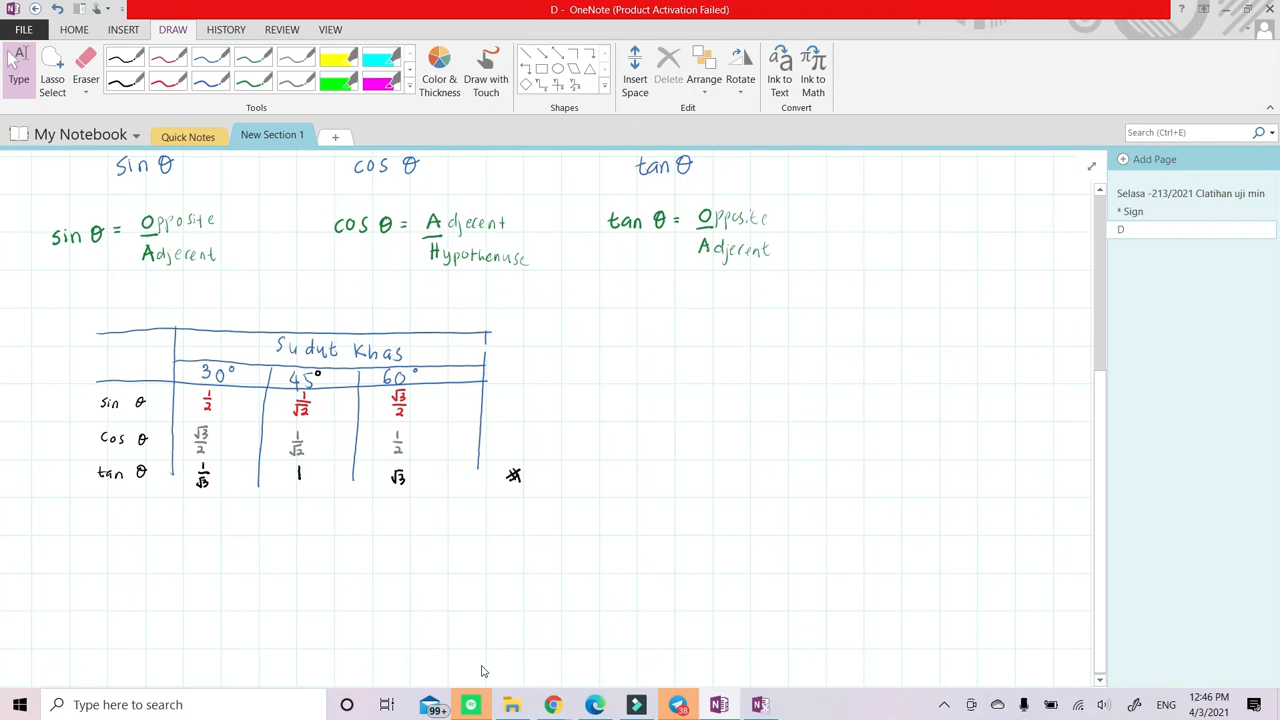 D - OneNote (Product Activation Failed)
FILE HOME INSERT DRAW HISTORY REVIEW VIEW
Type Lasso Select Eraser Color & Thickness Draw with Touch Insert Space Delete Arrange Rotate Ink to Text Ink to Math
Tools Shapes Edit Convert
My Notebook Quick Notes New Section 1 Search (Ctrl+E)
Add Page
Selasa -213/2021 Clatihan uji min
* Sign
D
sin θ cos θ tan θ
sin θ = Opposite / Adjecent
cos θ = Adjecent / Hypothenuse
tan θ = Opposite / Adjecent
Sudut Khas
30° 45° 60°
sin θ 1/2 1/√2 √3/2
cos θ √3/2 1/√2 1/2
tan θ 1/√3 1 √3
Type here to search
99+
38
ENG
12:46 PM
4/3/2021